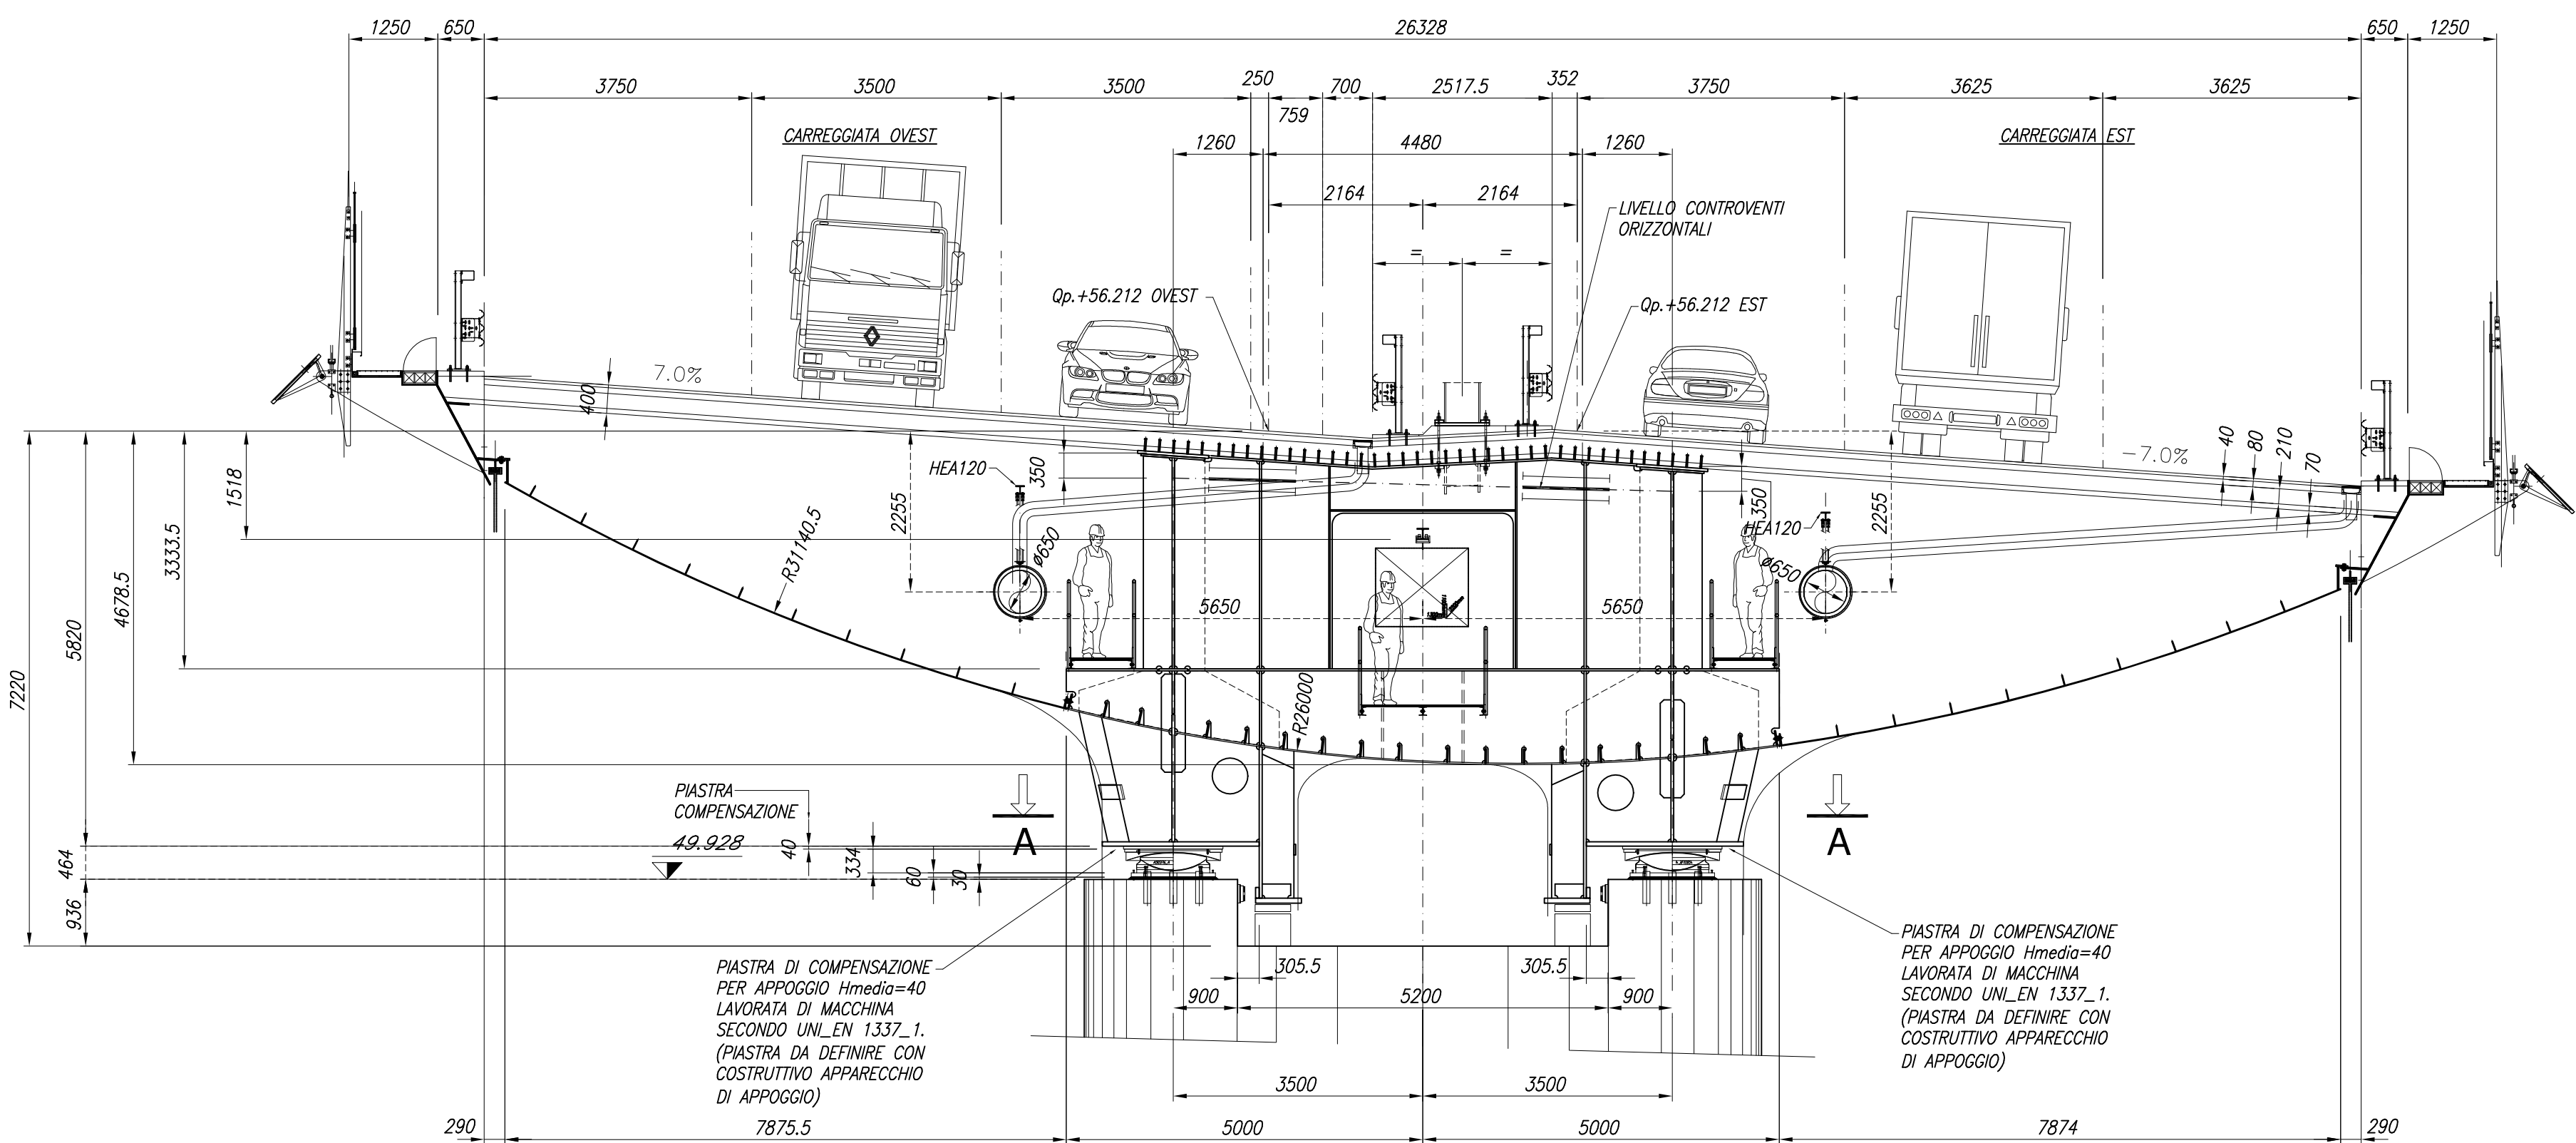 1250 650 26328 650 1250
3750 3500 3500 250 700 2517.5 352 3750 3625 3625
759
CARREGGIATA OVEST
CARREGGIATA EST
1260 4480 1260
2164 2164
LIVELLO CONTROVENTI
ORIZZONTALI
= =
Qp.+56.212 OVEST
Qp.+56.212 EST
7.0%
400
-7.0%
40
80
210
70
HEA120
350
2255
1518
3333.5
4678.5
5820
7220
R31140.5
ø650
350
HEA120
2255
ø650
5650 5650
R26000
PIASTRA
COMPENSAZIONE
49.928
40
334
60
30
464
936
A A
PIASTRA DI COMPENSAZIONE
PER APPOGGIO Hmedia=40
LAVORATA DI MACCHINA
SECONDO UNI_EN 1337_1.
(PIASTRA DA DEFINIRE CON
COSTRUTTIVO APPARECCHIO
DI APPOGGIO)
PIASTRA DI COMPENSAZIONE
PER APPOGGIO Hmedia=40
LAVORATA DI MACCHINA
SECONDO UNI_EN 1337_1.
(PIASTRA DA DEFINIRE CON
COSTRUTTIVO APPARECCHIO
DI APPOGGIO)
305.5 305.5
900 5200 900
3500 3500
290 7875.5 5000 5000 7874 290